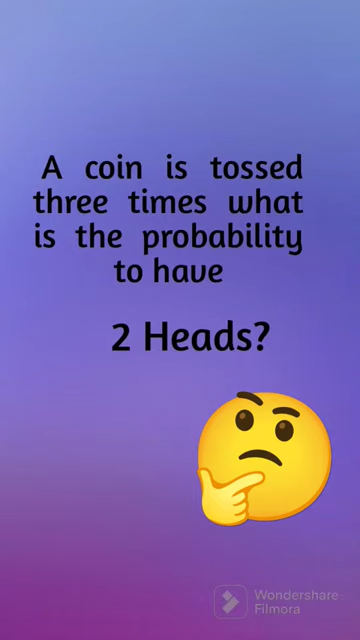 A coin is tossed
three times what
is the probability
to have
2 Heads?
Wondershare
Filmora